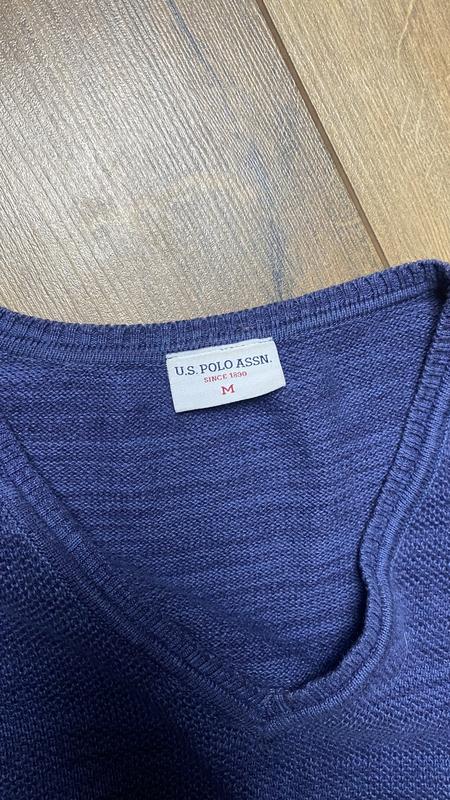 U.S. POLO ASSN.
SINCE 1890
M